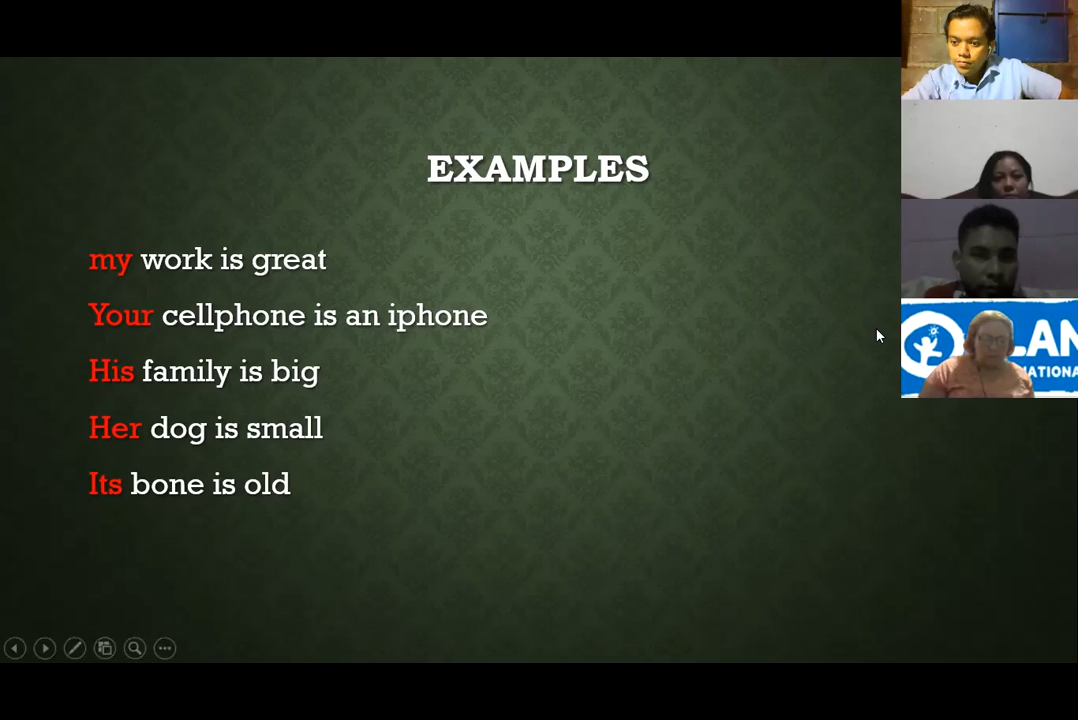 EXAMPLES
my work is great
Your cellphone is an iphone
His family is big
Her dog is small
Its bone is old